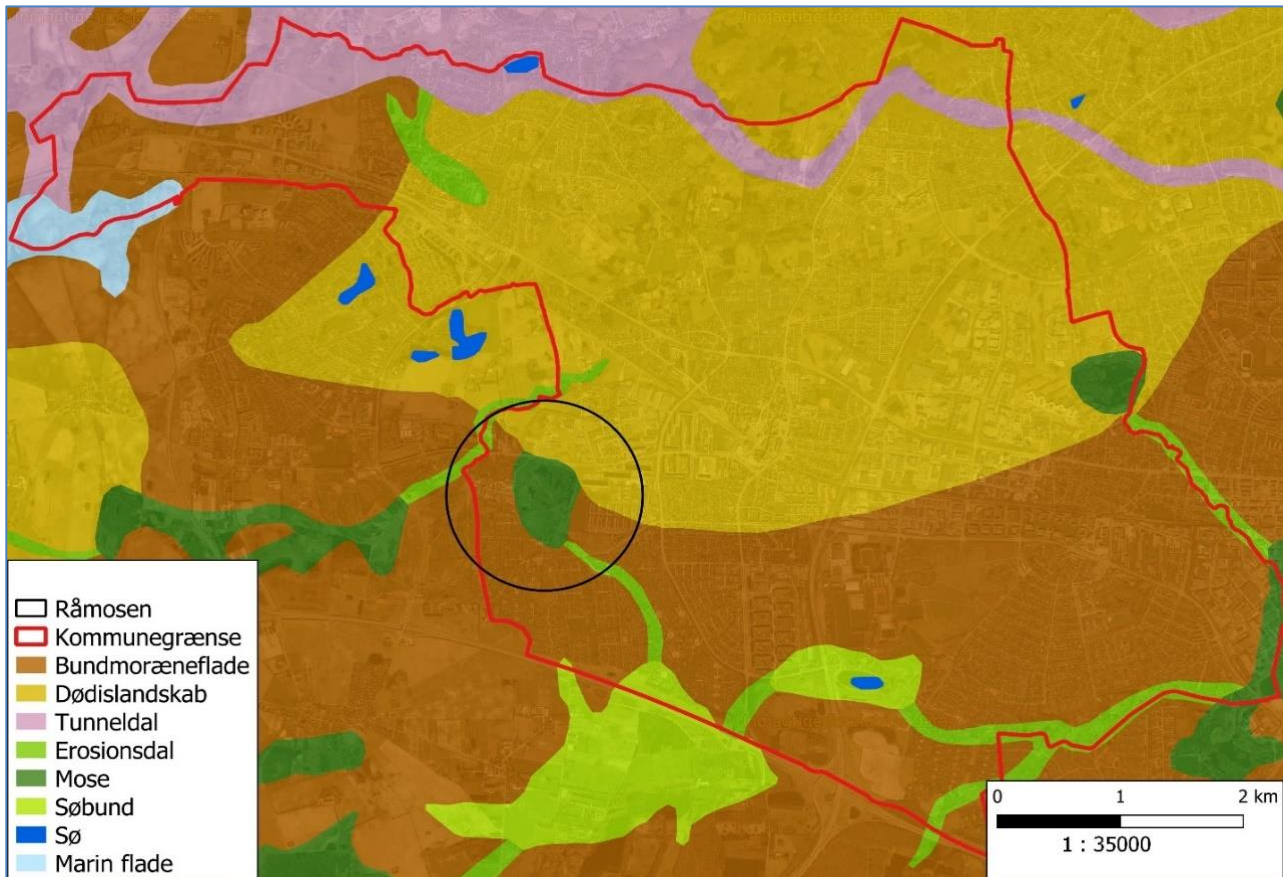 Råmosen
Kommunegrænse
Bundmoræneflade
Dødislandskab
Tunneldal
Erosionsdal
Mose
Søbund
Sø
Marin flade
0 1 2 km
1 : 35000